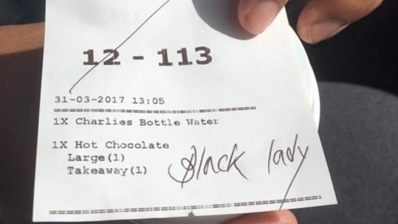 12 - 113
31-03-2017 13:05
1X Charlies Bottle Water
1X Hot Chocolate
Large(1)
Takeaway(1)
Black lady